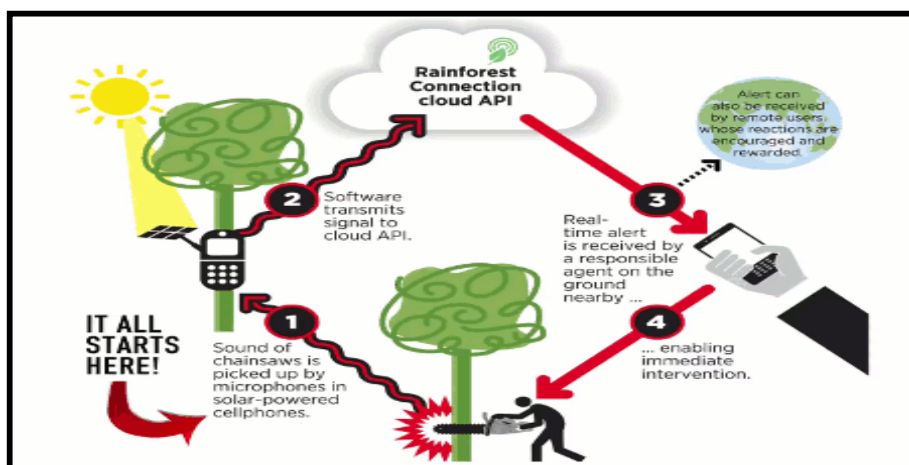 Rainforest
Connection
cloud API
Alert can
also be received
by remote users,
whose reactions are
encouraged and
rewarded.
2
Software
transmits
signal to
cloud API.
3
Real-
time alert
is received by
a responsible
agent on the
ground
nearby ...
IT ALL
STARTS
HERE!
1
Sound of
chainsaws is
picked up by
microphones in
solar-powered
cellphones.
4
... enabling
immediate
intervention.